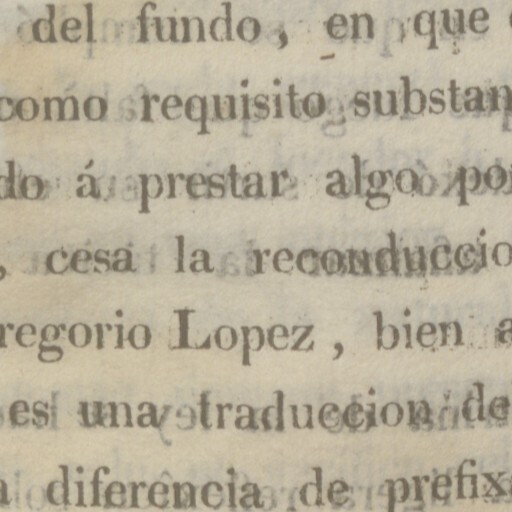 del fundo, en que
como requisito substan
do á prestar algo por
, cesa la reconduccio
regorio Lopez, bien a
es una traduccion de
a diferencia de prefix